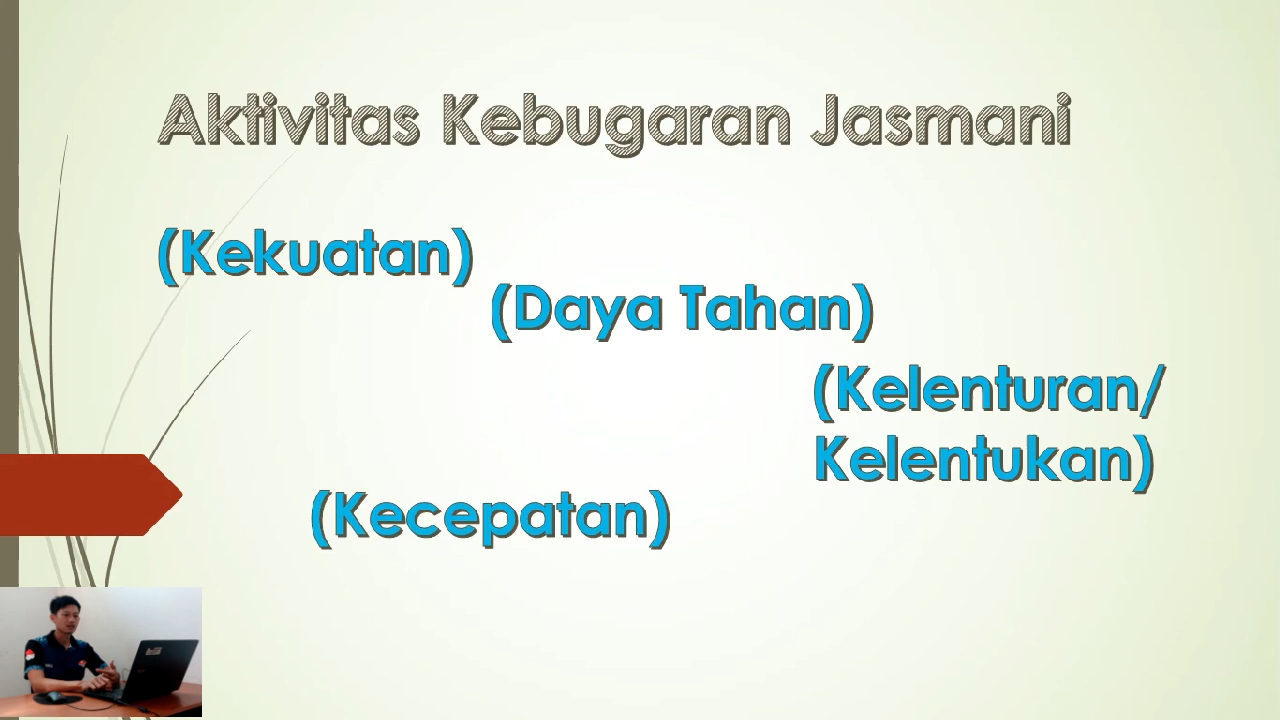 Aktivitas Kebugaran Jasmani
(Kekuatan)
(Daya Tahan)
(Kelenturan/
Kelentukan)
(Kecepatan)